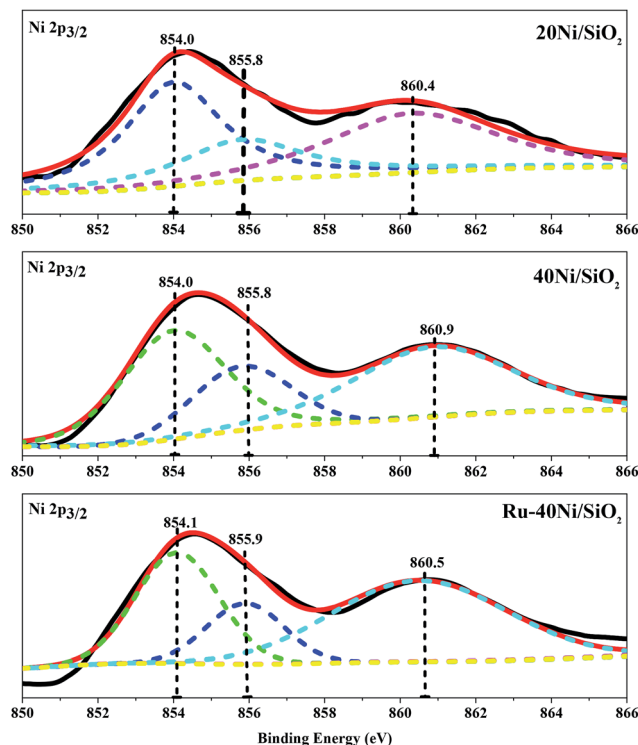 Ni 2p3/2
20Ni/SiO2
854.0
855.8
860.4
850 852 854 856 858 860 862 864 866
Ni 2p3/2
40Ni/SiO2
854.0
855.8
860.9
850 852 854 856 858 860 862 864 866
Ni 2p3/2
Ru-40Ni/SiO2
854.1
855.9
860.5
850 852 854 856 858 860 862 864 866
Binding Energy (eV)